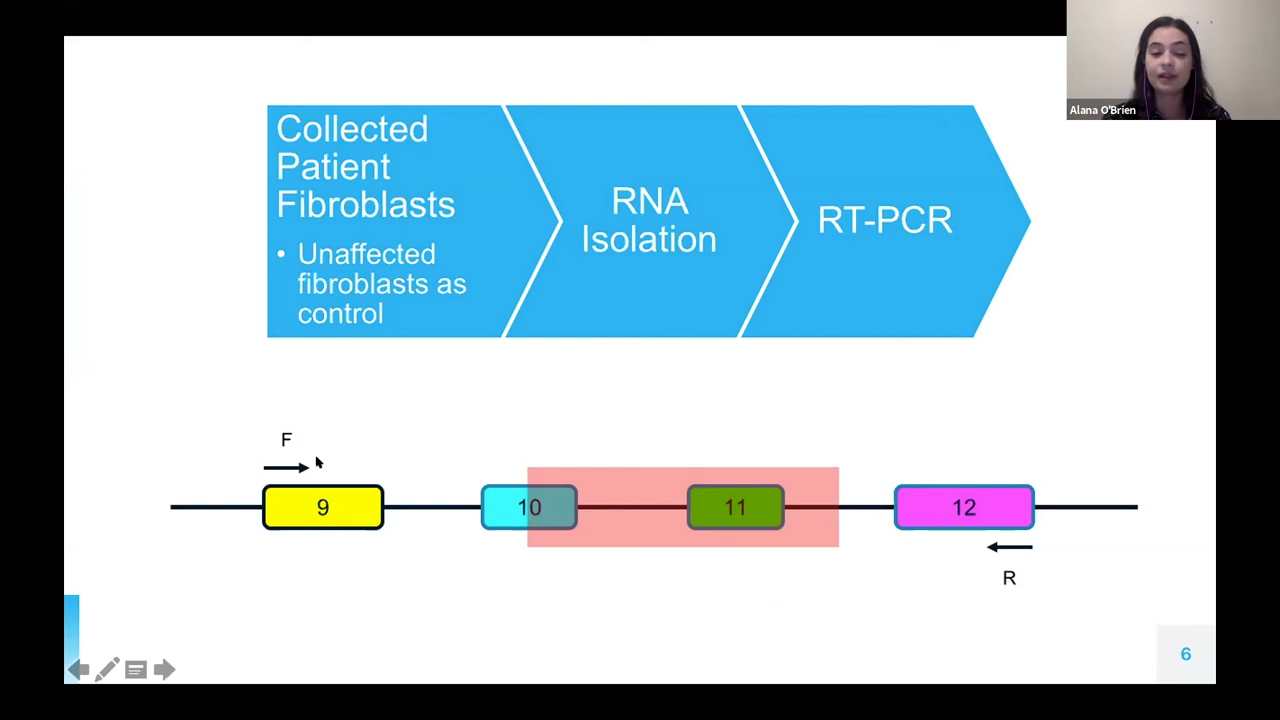 Alana O'Brien
Collected
Patient
Fibroblasts
• Unaffected
fibroblasts as
control
RNA
Isolation
RT-PCR
F
9
10
11
12
R
6